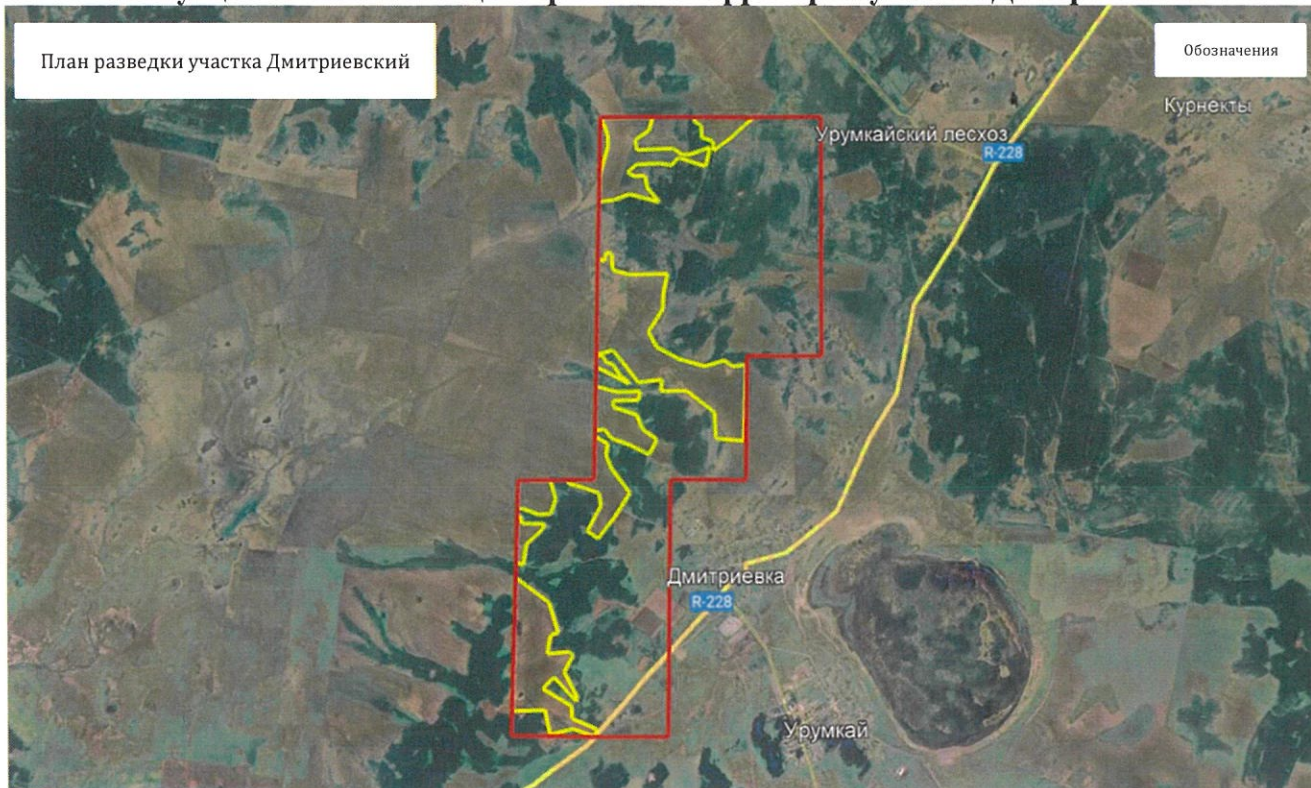 План разведки участка Дмитриевский
Обозначения
Курнекты
Урумкайский лесхоз
R-228
Дмитриевка
R-228
Урумкай